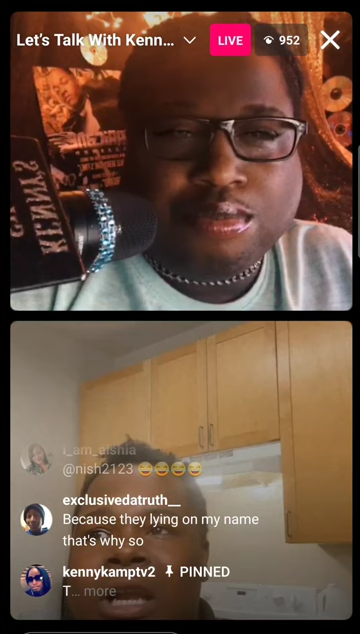 Let's Talk With Kenn...
LIVE
952
i_am_aishia
@nish2123 😂😂😂😂
exclusivedatruth__
Because they lying on my name
that's why so
kennykamptv2 PINNED
T... more